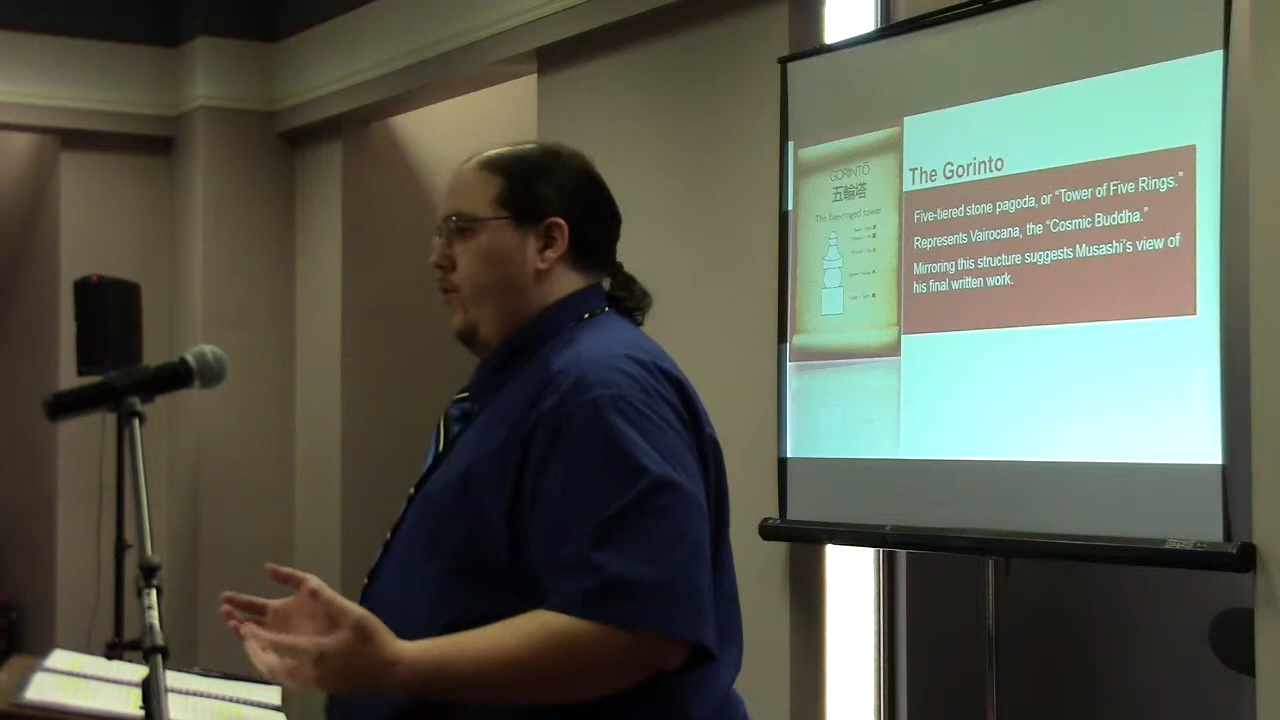 GORINTŌ
五輪塔
The five-ringed tower
The Gorinto
Five-tiered stone pagoda, or “Tower of Five Rings.”
Represents Vairocana, the “Cosmic Buddha.”
Mirroring this structure suggests Musashi’s view of
his final written work.